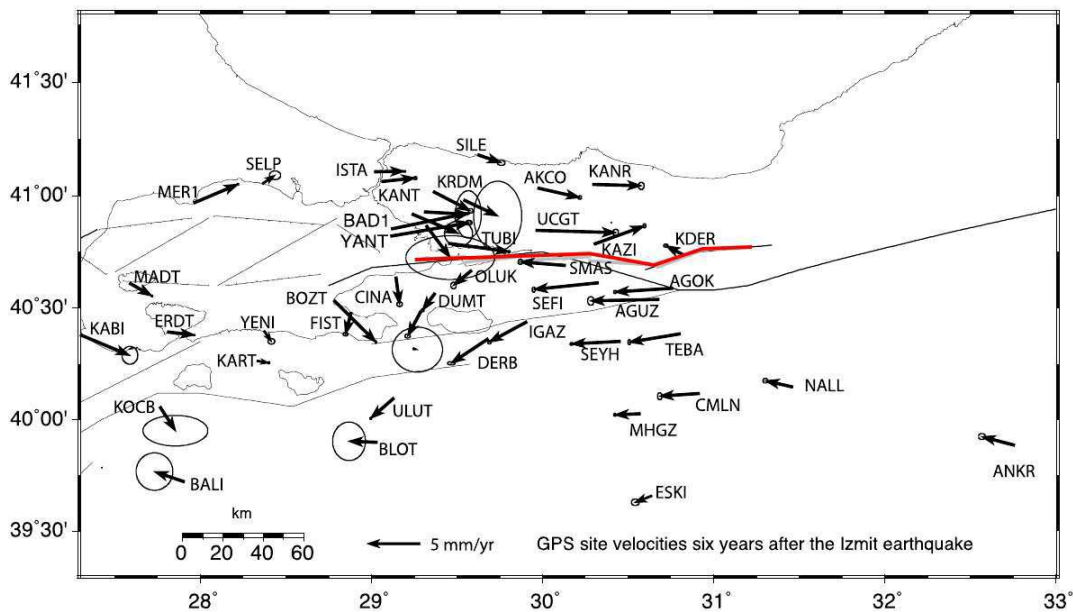 41˚30'
41˚00'
40˚30'
40˚00'
39˚30'
SILE
SELP
ISTA
KRDM
AKCO
KANR
MER1
KANT
BAD1
UCGT
YANT
TUBI
KAZI
KDER
MADT
OLUK
SMAS
AGOK
BOZT
CINA
DUMT
SEFI
AGUZ
KABI
ERDT
YENI
FIST
IGAZ
KART
DERB
SEYH
TEBA
NALL
KOCB
ULUT
CMLN
MHGZ
BLOT
ANKR
BALI
ESKI
km
0 20 40 60
5 mm/yr
GPS site velocities six years after the Izmit earthquake
28˚ 29˚ 30˚ 31˚ 32˚ 33˚